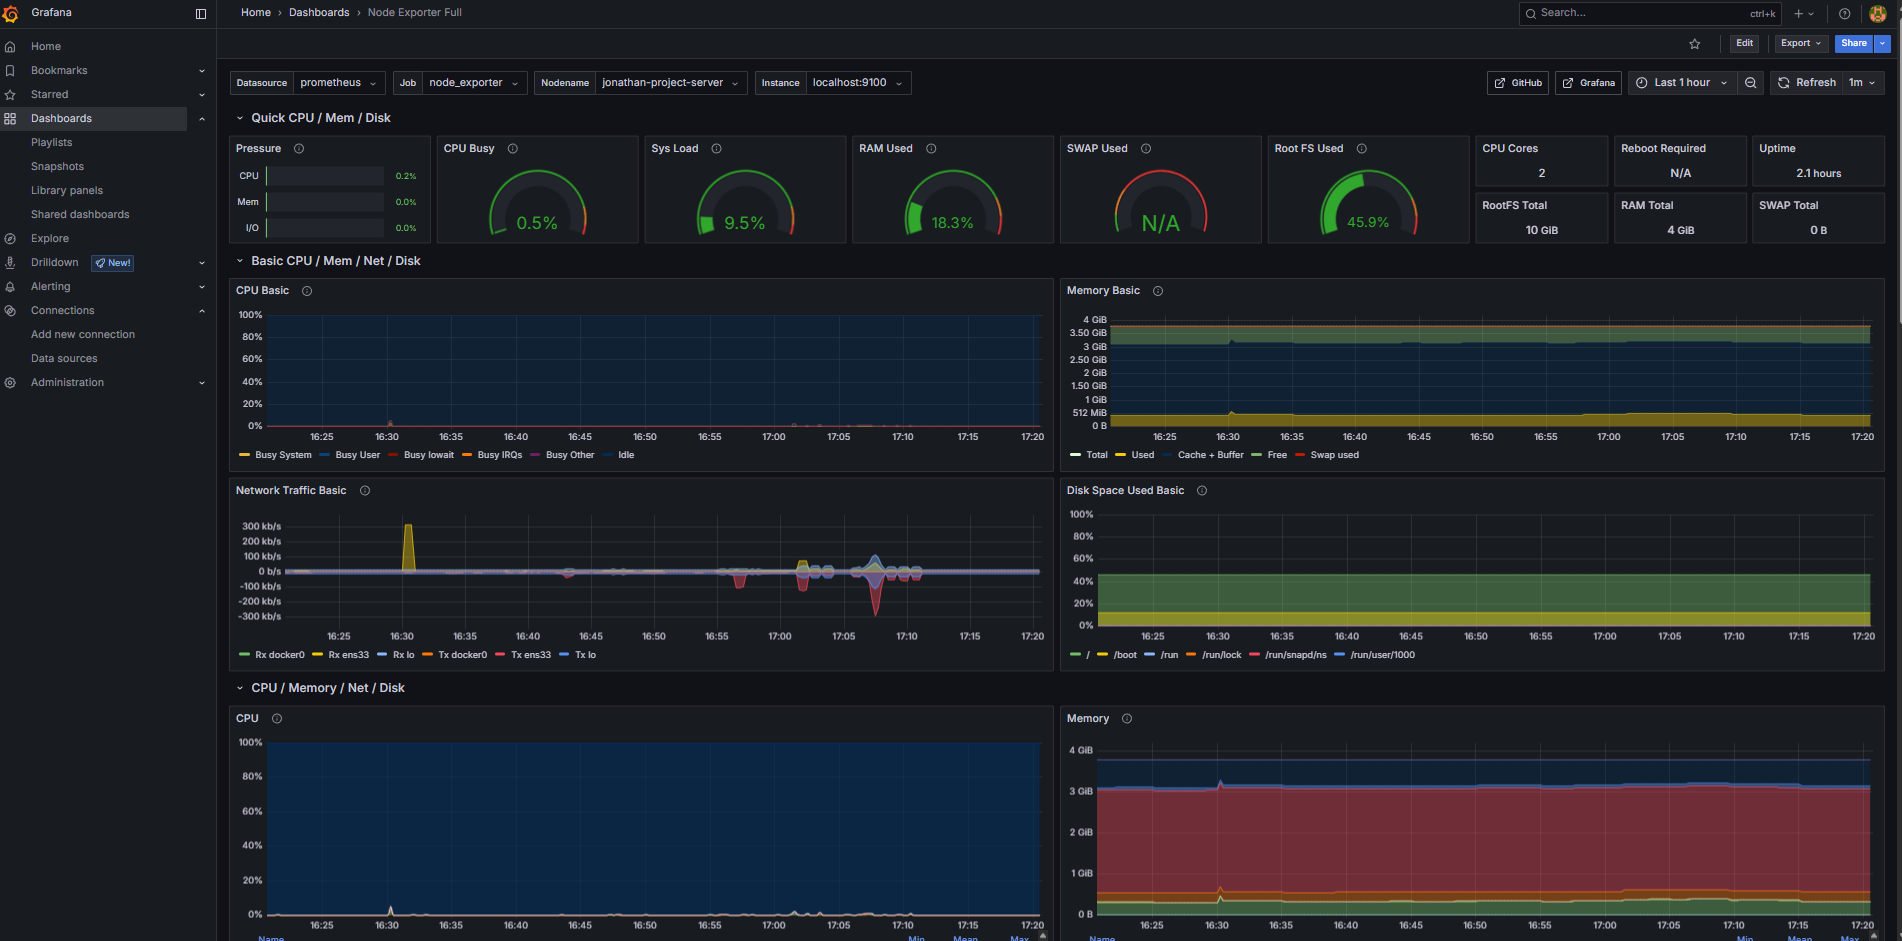 Grafana
Home › Dashboards › Node Exporter Full
Search... ctrl+k
Home
Bookmarks
Starred
Dashboards
Playlists
Snapshots
Library panels
Shared dashboards
Explore
Drilldown New!
Alerting
Connections
Add new connection
Data sources
Administration
Edit Export Share
Datasource prometheus Job node_exporter Nodename jonathan-project-server Instance localhost:9100
GitHub Grafana Last 1 hour Refresh 1m
Quick CPU / Mem / Disk
Pressure
CPU 0.2%
Mem 0.0%
I/O 0.0%
CPU Busy
0.5%
Sys Load
9.5%
RAM Used
18.3%
SWAP Used
N/A
Root FS Used
45.9%
CPU Cores
2
Reboot Required
N/A
Uptime
2.1 hours
RootFS Total
10 GiB
RAM Total
4 GiB
SWAP Total
0 B
Basic CPU / Mem / Net / Disk
CPU Basic
100%
80%
60%
40%
20%
0%
16:25 16:30 16:35 16:40 16:45 16:50 16:55 17:00 17:05 17:10 17:15 17:20
Busy System Busy User Busy Iowait Busy IRQs Busy Other Idle
Memory Basic
4 GiB
3.50 GiB
3 GiB
2.50 GiB
2 GiB
1.50 GiB
1 GiB
512 MiB
0 B
16:25 16:30 16:35 16:40 16:45 16:50 16:55 17:00 17:05 17:10 17:15 17:20
Total Used Cache + Buffer Free Swap used
Network Traffic Basic
300 kb/s
200 kb/s
100 kb/s
0 b/s
-100 kb/s
-200 kb/s
-300 kb/s
16:25 16:30 16:35 16:40 16:45 16:50 16:55 17:00 17:05 17:10 17:15 17:20
Rx docker0 Rx ens33 Rx lo Tx docker0 Tx ens33 Tx lo
Disk Space Used Basic
100%
80%
60%
40%
20%
0%
16:25 16:30 16:35 16:40 16:45 16:50 16:55 17:00 17:05 17:10 17:15 17:20
/ /boot /run /run/lock /run/snapd/ns /run/user/1000
CPU / Memory / Net / Disk
CPU
100%
80%
60%
40%
20%
0%
16:25 16:30 16:35 16:40 16:45 16:50 16:55 17:00 17:05 17:10 17:15 17:20
Name Min Mean Max
Memory
4 GiB
3 GiB
2 GiB
1 GiB
0 B
16:25 16:30 16:35 16:40 16:45 16:50 16:55 17:00 17:05 17:10 17:15 17:20
Name Min Mean Max